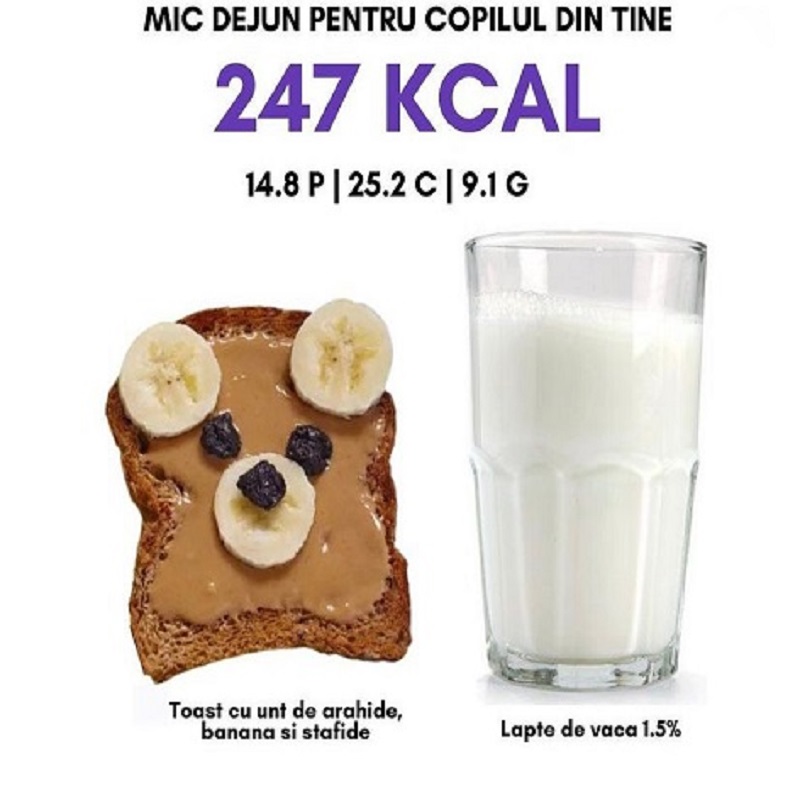 MIC DEJUN PENTRU COPILUL DIN TINE
247 KCAL
14.8 P | 25.2 C | 9.1 G
Toast cu unt de arahide,
banana si stafide
Lapte de vaca 1.5%